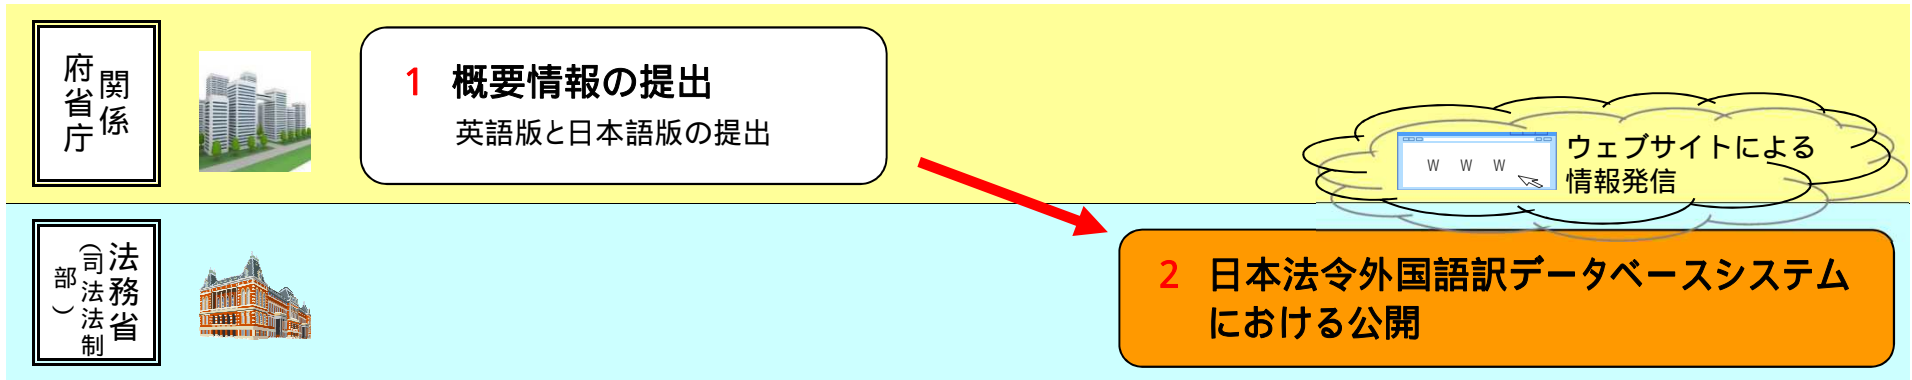 関係
府省庁
1 概要情報の提出
英語版と日本語版の提出
W W W
ウェブサイトによる
情報発信
法務省
(司法法制
部)
2 日本法令外国語訳データベースシステム
における公開